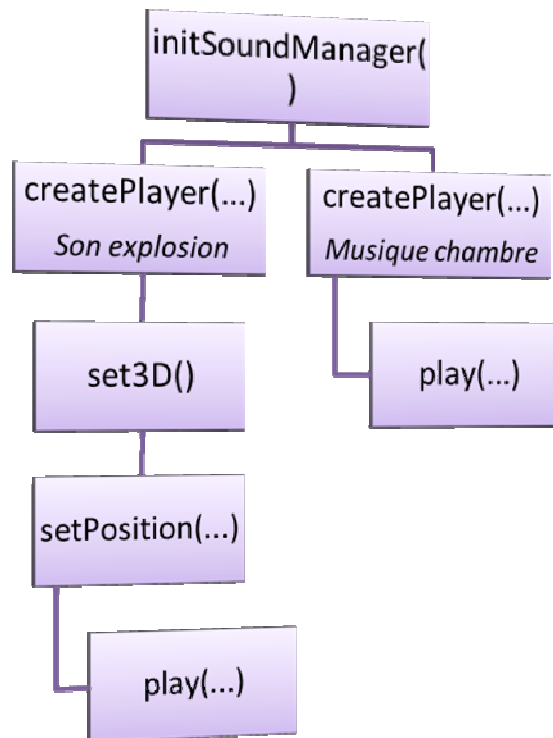 initSoundManager(
)
createPlayer(...)
Son explosion
createPlayer(...)
Musique chambre
set3D()
play(...)
setPosition(...)
play(...)